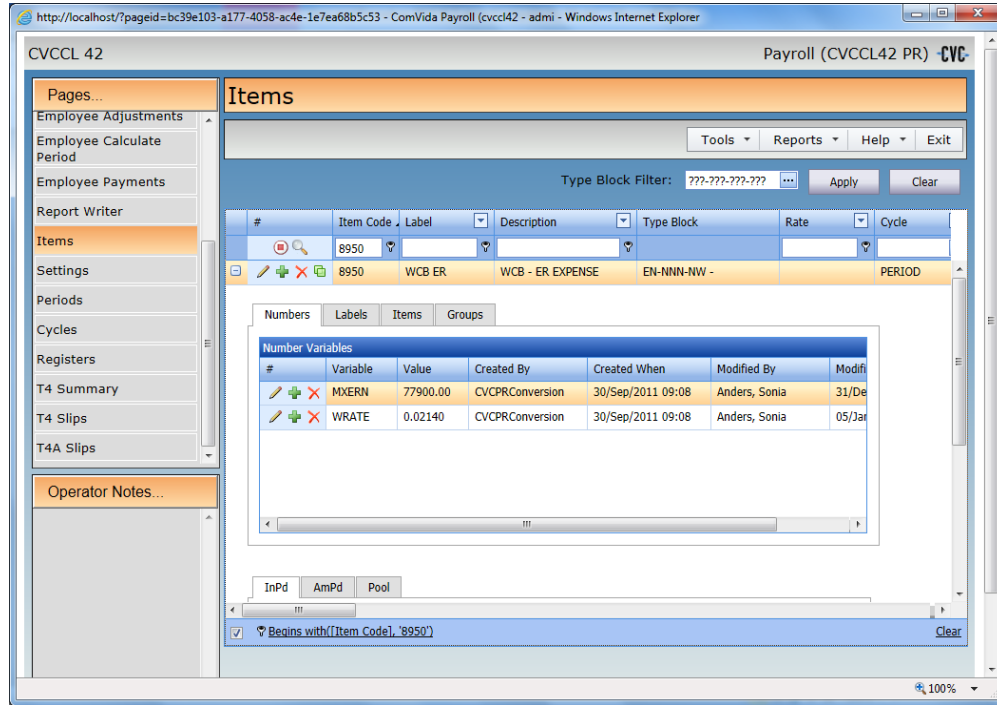 http://localhost/?pageid=bc39e103-a177-4058-ac4e-1e7ea68b5c53 - ComVida Payroll (cvccl42 - admi - Windows Internet Explorer
CVCCL 42
Payroll (CVCCL42 PR) -CVC-
Pages...
Employee Adjustments
Employee Calculate
Period
Employee Payments
Report Writer
Items
Settings
Periods
Cycles
Registers
T4 Summary
T4 Slips
T4A Slips
Operator Notes...
Items
Tools Reports Help Exit
Type Block Filter: ???-???-???-??? ... Apply Clear
# Item Code Label Description Type Block Rate Cycle
8950
8950 WCB ER WCB - ER EXPENSE EN-NNN-NW - PERIOD
Numbers Labels Items Groups
Number Variables
# Variable Value Created By Created When Modified By Modifi
MXERN 77900.00 CVCPRConversion 30/Sep/2011 09:08 Anders, Sonia 31/De
WRATE 0.02140 CVCPRConversion 30/Sep/2011 09:08 Anders, Sonia 05/Jan
InPd AmPd Pool
Begins with([Item Code], '8950') Clear
100%